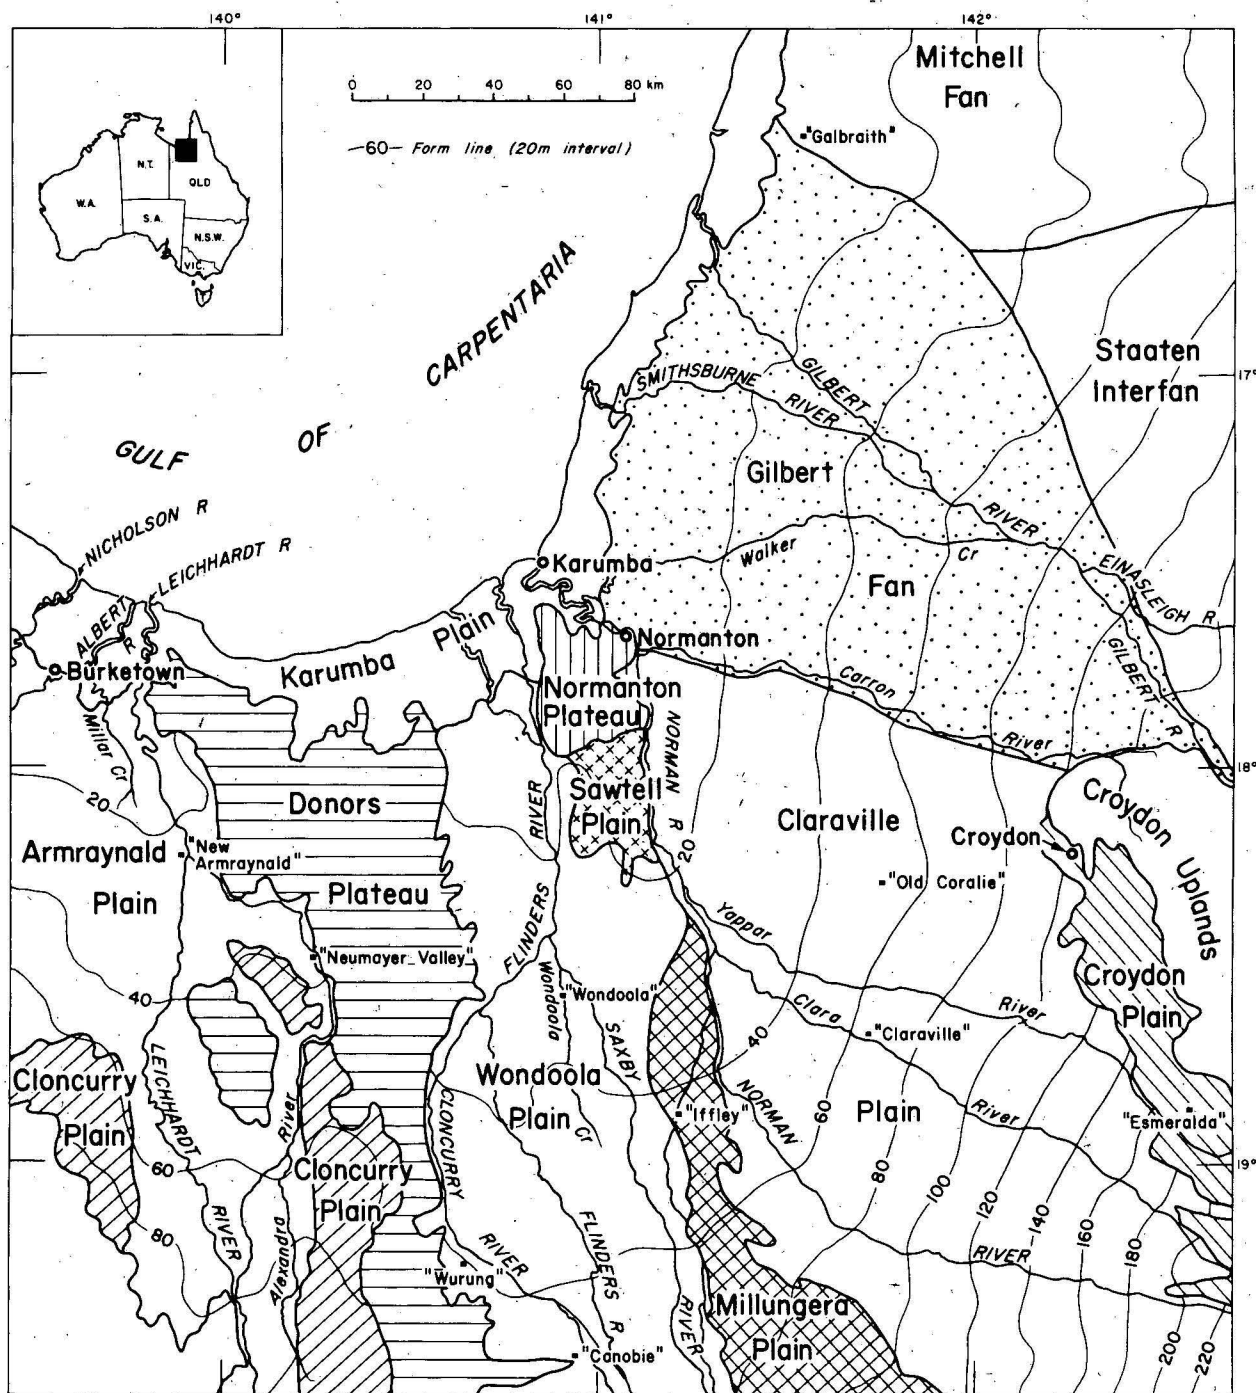 140°
141°
142°
0 20 40 60 80 km
—60— Form line (20m interval)
N.T.
QLD
W.A.
S.A.
N.S.W.
VIC.
Mitchell
Fan
"Galbraith"
GULF OF CARPENTARIA
Staaten
Interfan
17°
SMITHSBURNE RIVER
GILBERT RIVER
Gilbert
Fan
Walker Cr
EINASLEIGH R.
GILBERT R
NICHOLSON R
LEICHHARDT R
ALBERT R
Burketown
Karumba
Normanton
Karumba Plain
Normanton
Plateau
Carron River
NORMAN R
Millar Cr
18°
20
Donors
Plateau
RIVER
Sawtell
Plain
20
Claraville
Croydon
Croydon Uplands
Armraynald
Plain
"New
Armraynald"
"Old Coralie"
FLINDERS
Yappar River
"Neumayer Valley"
Wondoola Cr
"Wondoola"
Croydon
Plain
40
Clara River
"Claraville"
SAXBY RIVER
40
LEICHHARDT RIVER
Cloncurry
Plain
River
CLONCURRY RIVER
Wondoola
Plain
"Iffley"
NORMAN RIVER
60
Plain
"Esmeralda"
19°
60
Cloncurry
Plain
80
100
120
140
160
180
80
Alexandra
FLINDERS R
"Wurung"
Millungera
Plain
"Canobie"
200
220